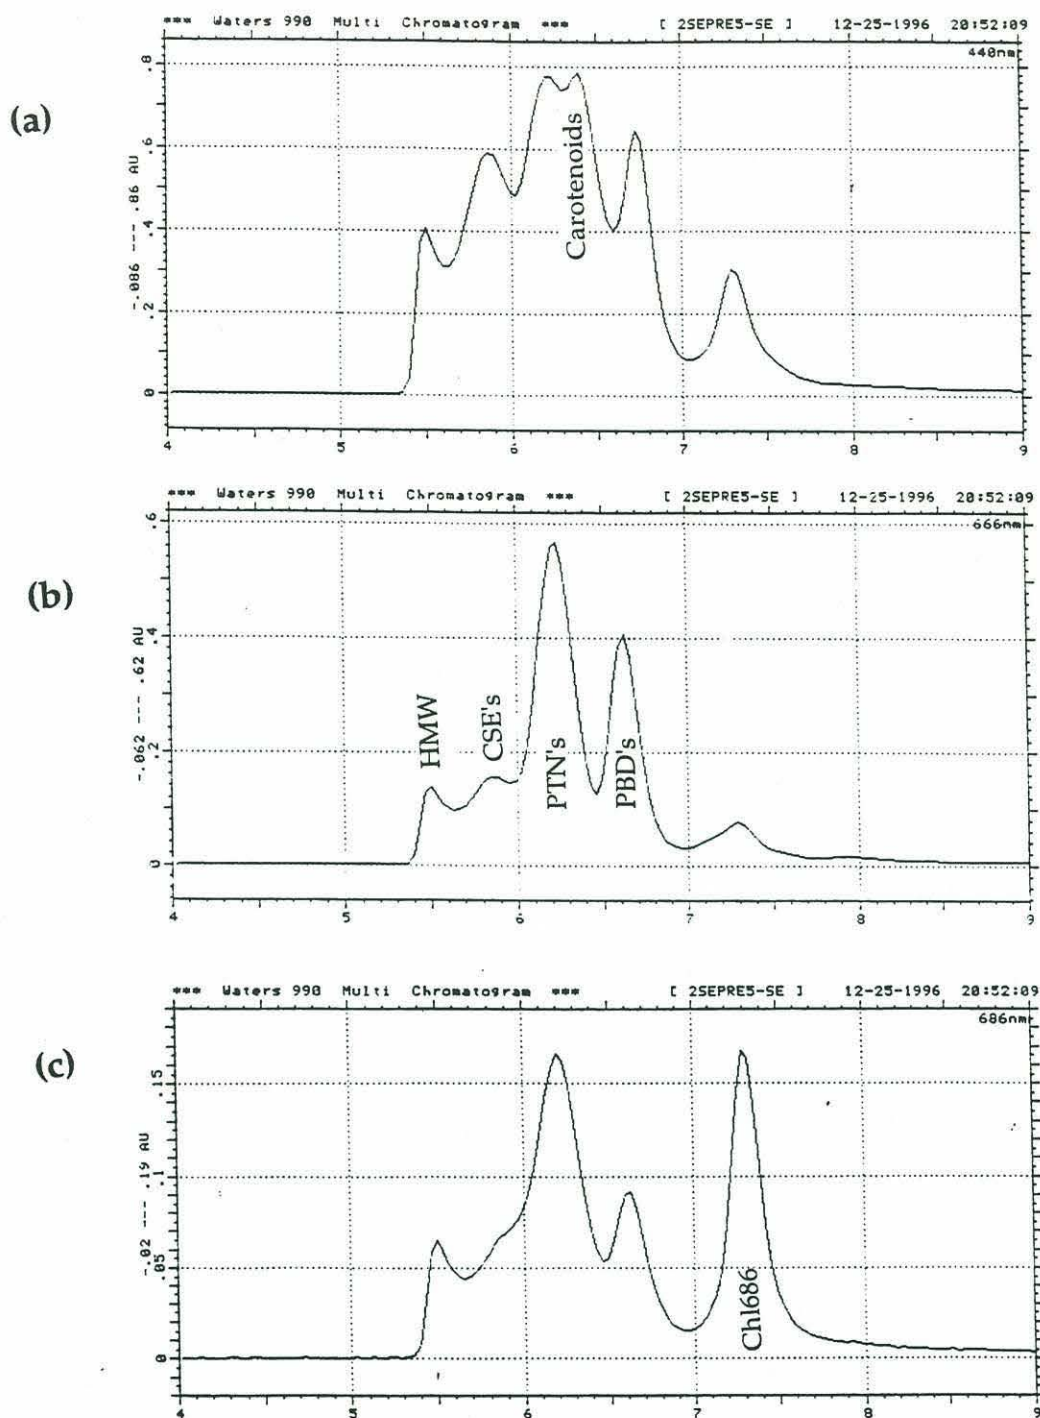 *** Waters 990 Multi Chromatogram *** [ 2SEPRE5-SE ] 12-25-1996 20:52:09
440nm
(a)
-.086 --- .86 AU
.8
.6
.4
.2
0
Carotenoids
4 5 6 7 8 9
*** Waters 990 Multi Chromatogram *** [ 2SEPRE5-SE ] 12-25-1996 20:52:09
666nm
(b)
-.062 --- .62 AU
.6
.4
.2
0
HMW
CSE's
PTN's
PBD's
4 5 6 7 8 9
*** Waters 990 Multi Chromatogram *** [ 2SEPRE5-SE ] 12-25-1996 20:52:09
686nm
(c)
-.02 --- .19 AU
.15
.1
.05
0
Chl686
4 5 6 7 8 9